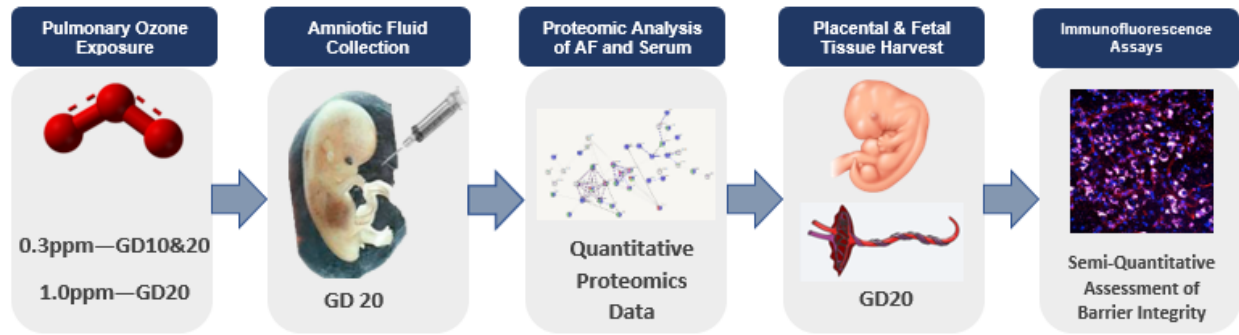 Pulmonary Ozone
Exposure
0.3ppm—GD10&20
1.0ppm—GD20
Amniotic Fluid
Collection
GD 20
Proteomic Analysis
of AF and Serum
Quantitative
Proteomics
Data
Placental & Fetal
Tissue Harvest
GD20
Immunofluorescence
Assays
Semi-Quantitative
Assessment of
Barrier Integrity